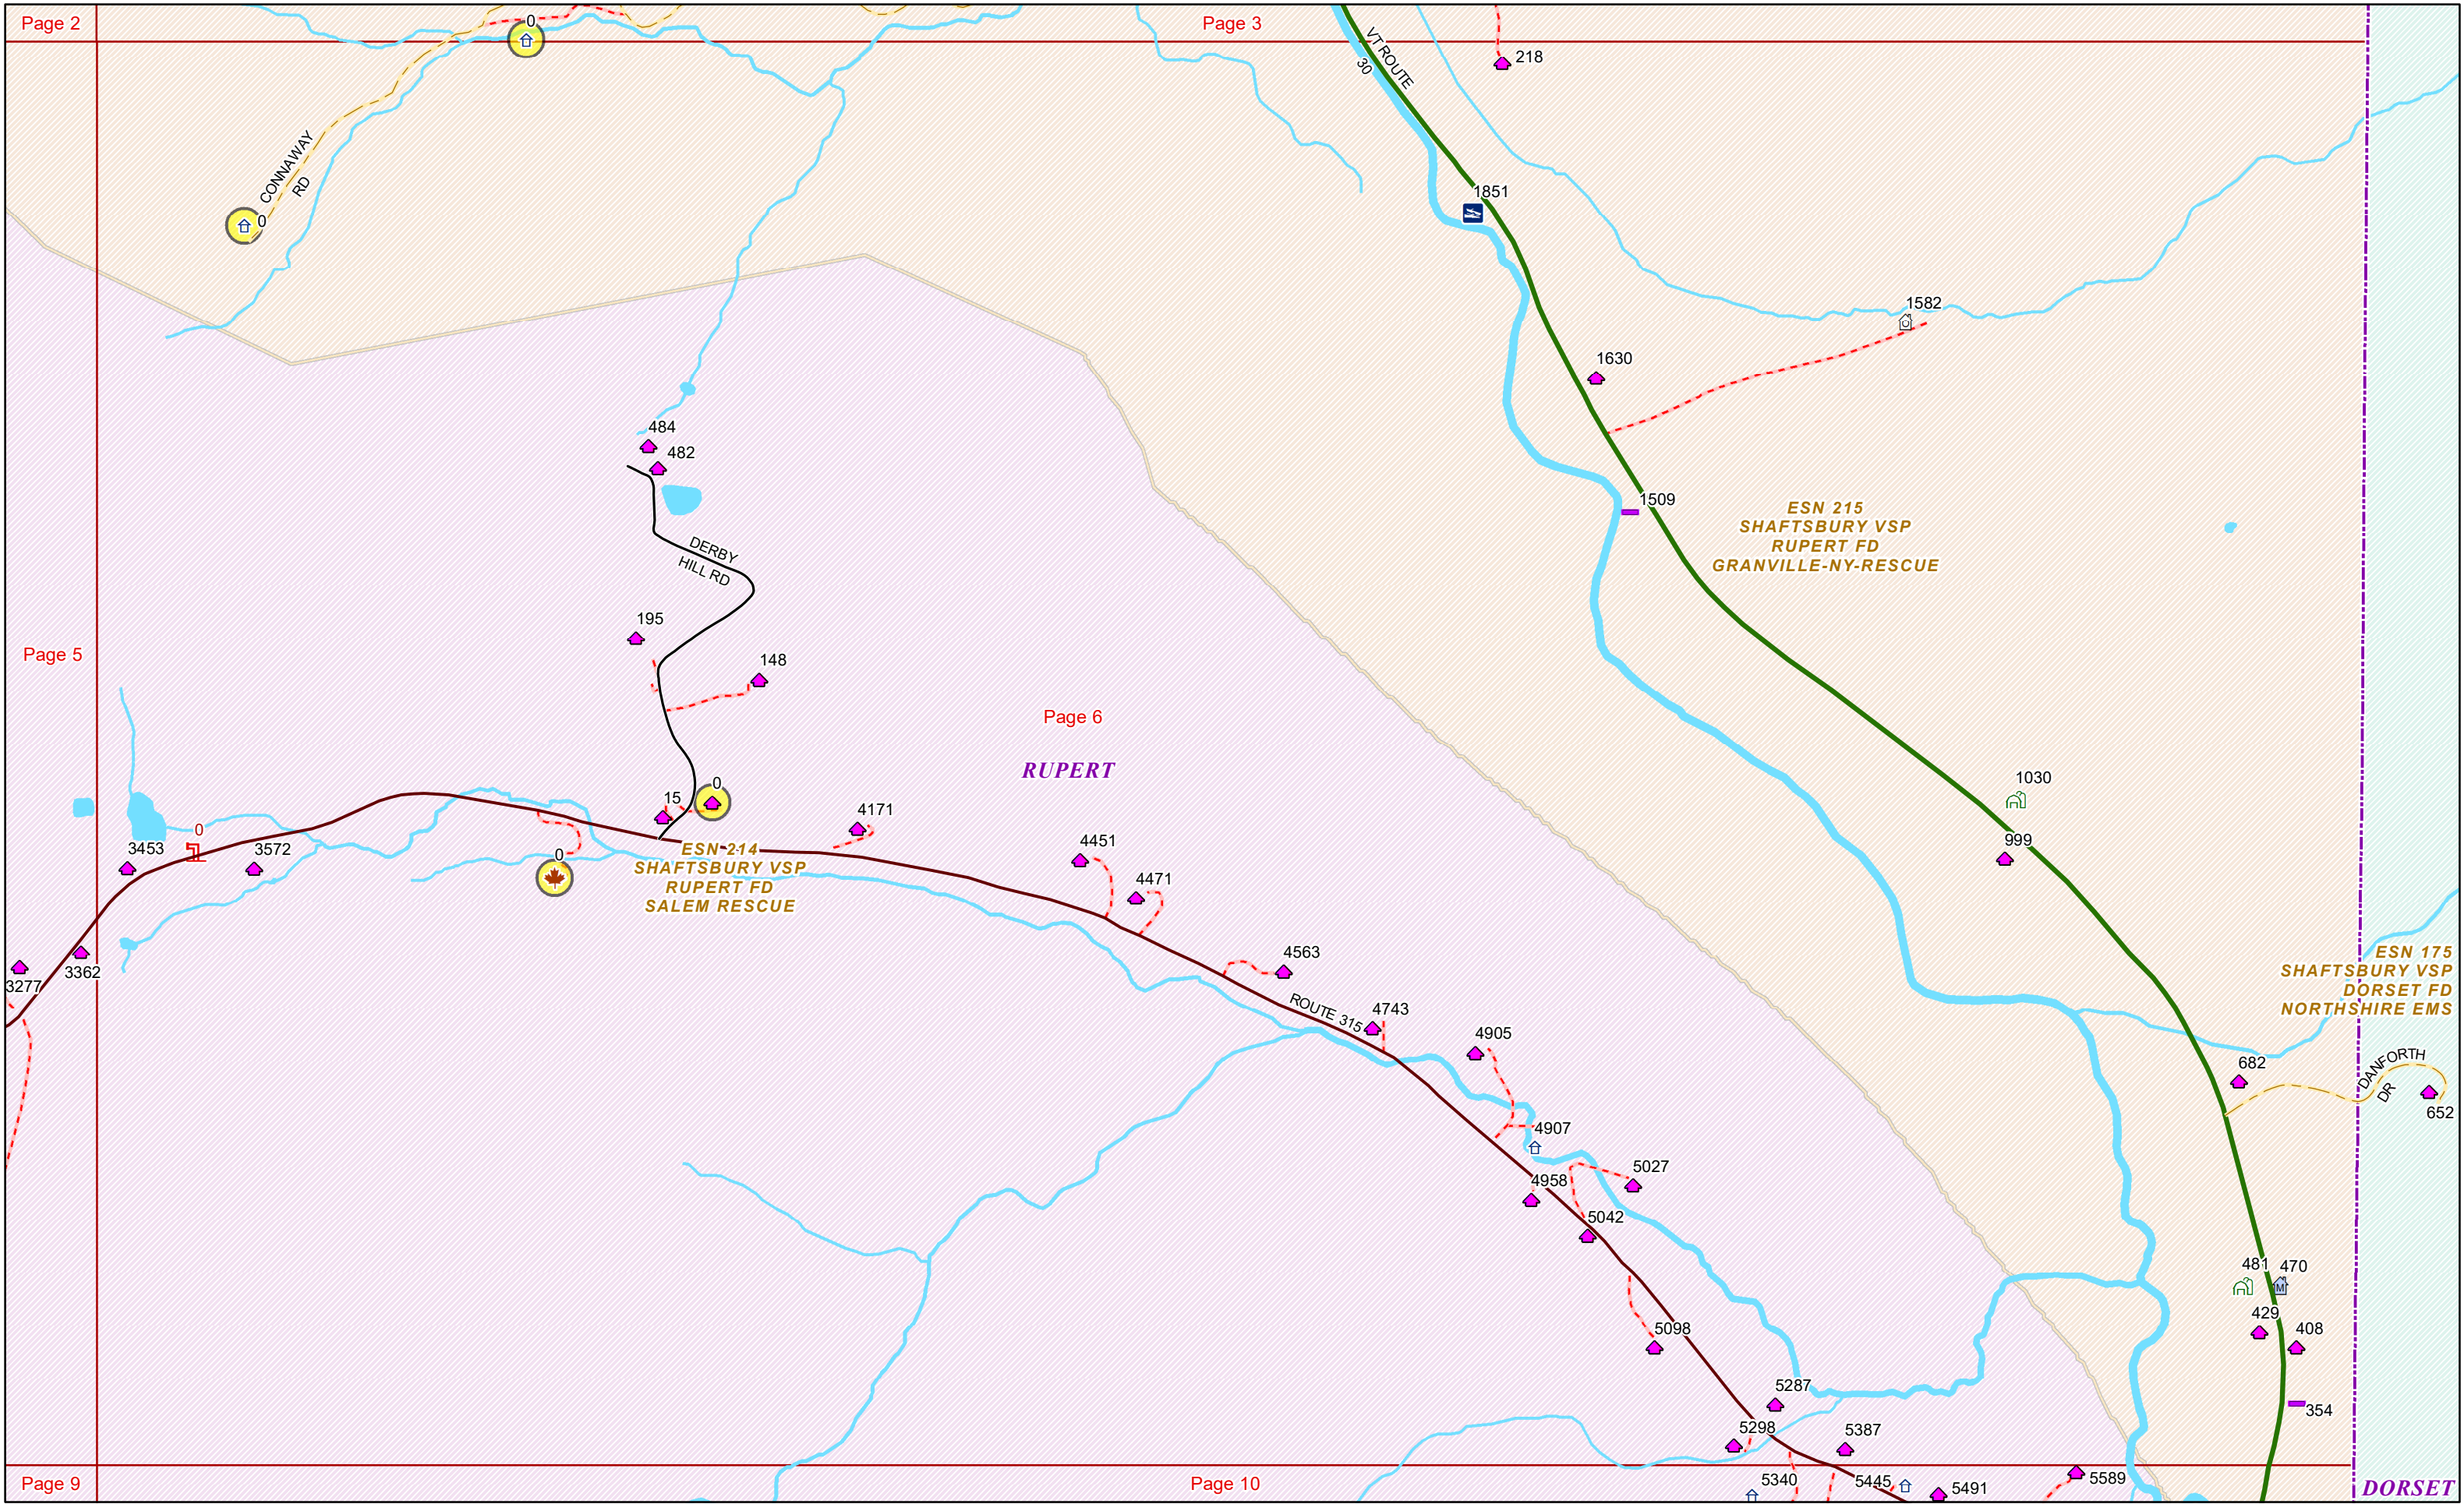 Page 2
0
Page 3
VT ROUTE
30
218
CONNAWAY
RD
0
1851
1582
1630
484
482
1509
ESN 215
SHAFTSBURY VSP
RUPERT FD
GRANVILLE-NY-RESCUE
DERBY
HILL RD
195
148
Page 5
Page 6
RUPERT
0
15
1030
4171
0
3453
3572
0
4451
999
ESN 214
SHAFTSBURY VSP
RUPERT FD
SALEM RESCUE
4471
4563
3362
3277
ESN 175
SHAFTSBURY VSP
DORSET FD
NORTHSHIRE EMS
ROUTE 315
4743
4905
682
DANFORTH
DR
652
4907
5027
4958
5042
481
470
429
408
5098
5287
354
5298
5387
Page 9
Page 10
5340
5445
5491
5589
M
DORSET